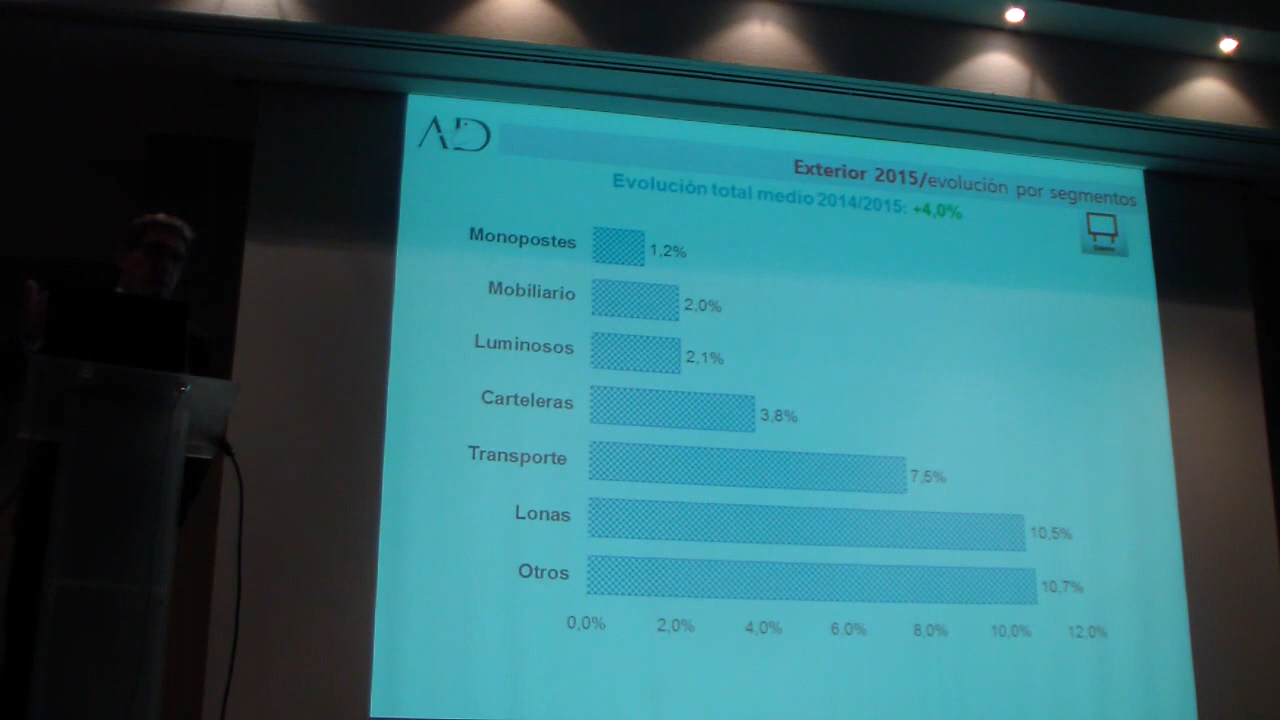 AD
Exterior 2015/evolución por segmentos
Evolución total medio 2014/2015: +4,0%
Monopostes 1,2%
Mobiliario 2,0%
Luminosos 2,1%
Carteleras 3,8%
Transporte 7,5%
Lonas 10,5%
Otros 10,7%
0,0% 2,0% 4,0% 6,0% 8,0% 10,0% 12,0%